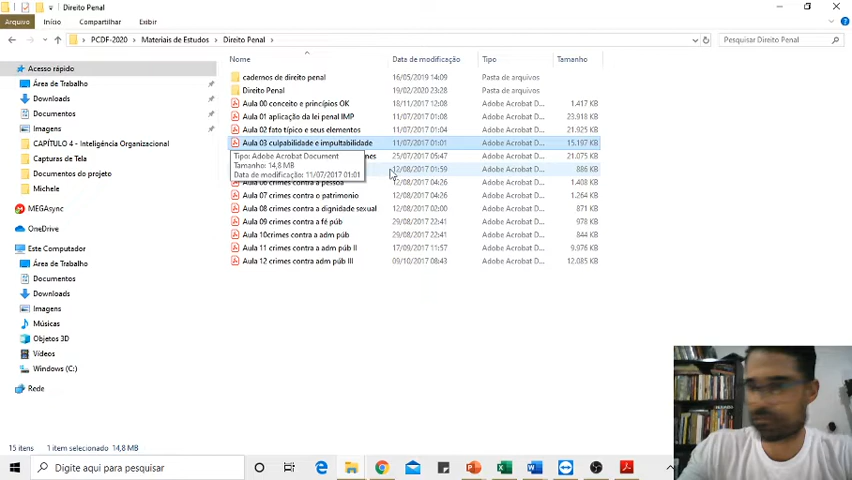 Direito Penal
Arquivo Início Compartilhar Exibir
PCDF-2020 › Materiais de Estudos › Direito Penal › Pesquisar Direito Penal
Nome Data de modificação Tipo Tamanho
Acesso rápido
Área de Trabalho
Downloads
Documentos
Imagens
CAPÍTULO 4 - Inteligência Organizacional
Capturas de Tela
Documentos do projeto
Michele
MEGAsync
OneDrive
Este Computador
Área de Trabalho
Documentos
Downloads
Imagens
Músicas
Objetos 3D
Vídeos
Windows (C:)
Rede
cadernos de direito penal 16/05/2019 14:09 Pasta de arquivos
Direito Penal 19/02/2020 23:28 Pasta de arquivos
Aula 00 conceito e princípios OK 18/11/2017 12:08 Adobe Acrobat D... 1.417 KB
Aula 01 aplicação da lei penal IMP 11/07/2017 01:08 Adobe Acrobat D... 22.641 KB
Aula 02 fato típico e seus elementos 11/07/2017 01:04 Adobe Acrobat D... 21.925 KB
Aula 03 culpabilidade e impultabilidade 11/07/2017 01:01 Adobe Acrobat D... 15.197 KB
mes 25/07/2017 05:47 Adobe Acrobat D... 21.075 KB
12/08/2017 01:59 Adobe Acrobat D... 886 KB
Tipo: Adobe Acrobat Document
Tamanho: 14,8 MB
Data de modificação: 11/07/2017 01:01
Aula 06 crimes contra a pessoa 12/08/2017 04:26 Adobe Acrobat D... 1.408 KB
Aula 07 crimes contra o patrimonio 12/08/2017 04:26 Adobe Acrobat D... 1.264 KB
Aula 08 crimes contra a dignidade sexual 12/08/2017 02:00 Adobe Acrobat D... 871 KB
Aula 09 crimes contra a fé púb 29/08/2017 22:41 Adobe Acrobat D... 638 KB
Aula 10crimes contra a adm púb 29/08/2017 22:41 Adobe Acrobat D... 844 KB
Aula 11 crimes contra a adm púb II 17/09/2017 11:57 Adobe Acrobat D... 9.976 KB
Aula 12 crimes contra adm púb III 09/10/2017 08:43 Adobe Acrobat D... 12.085 KB
15 itens 1 item selecionado 14,8 MB
Digite aqui para pesquisar